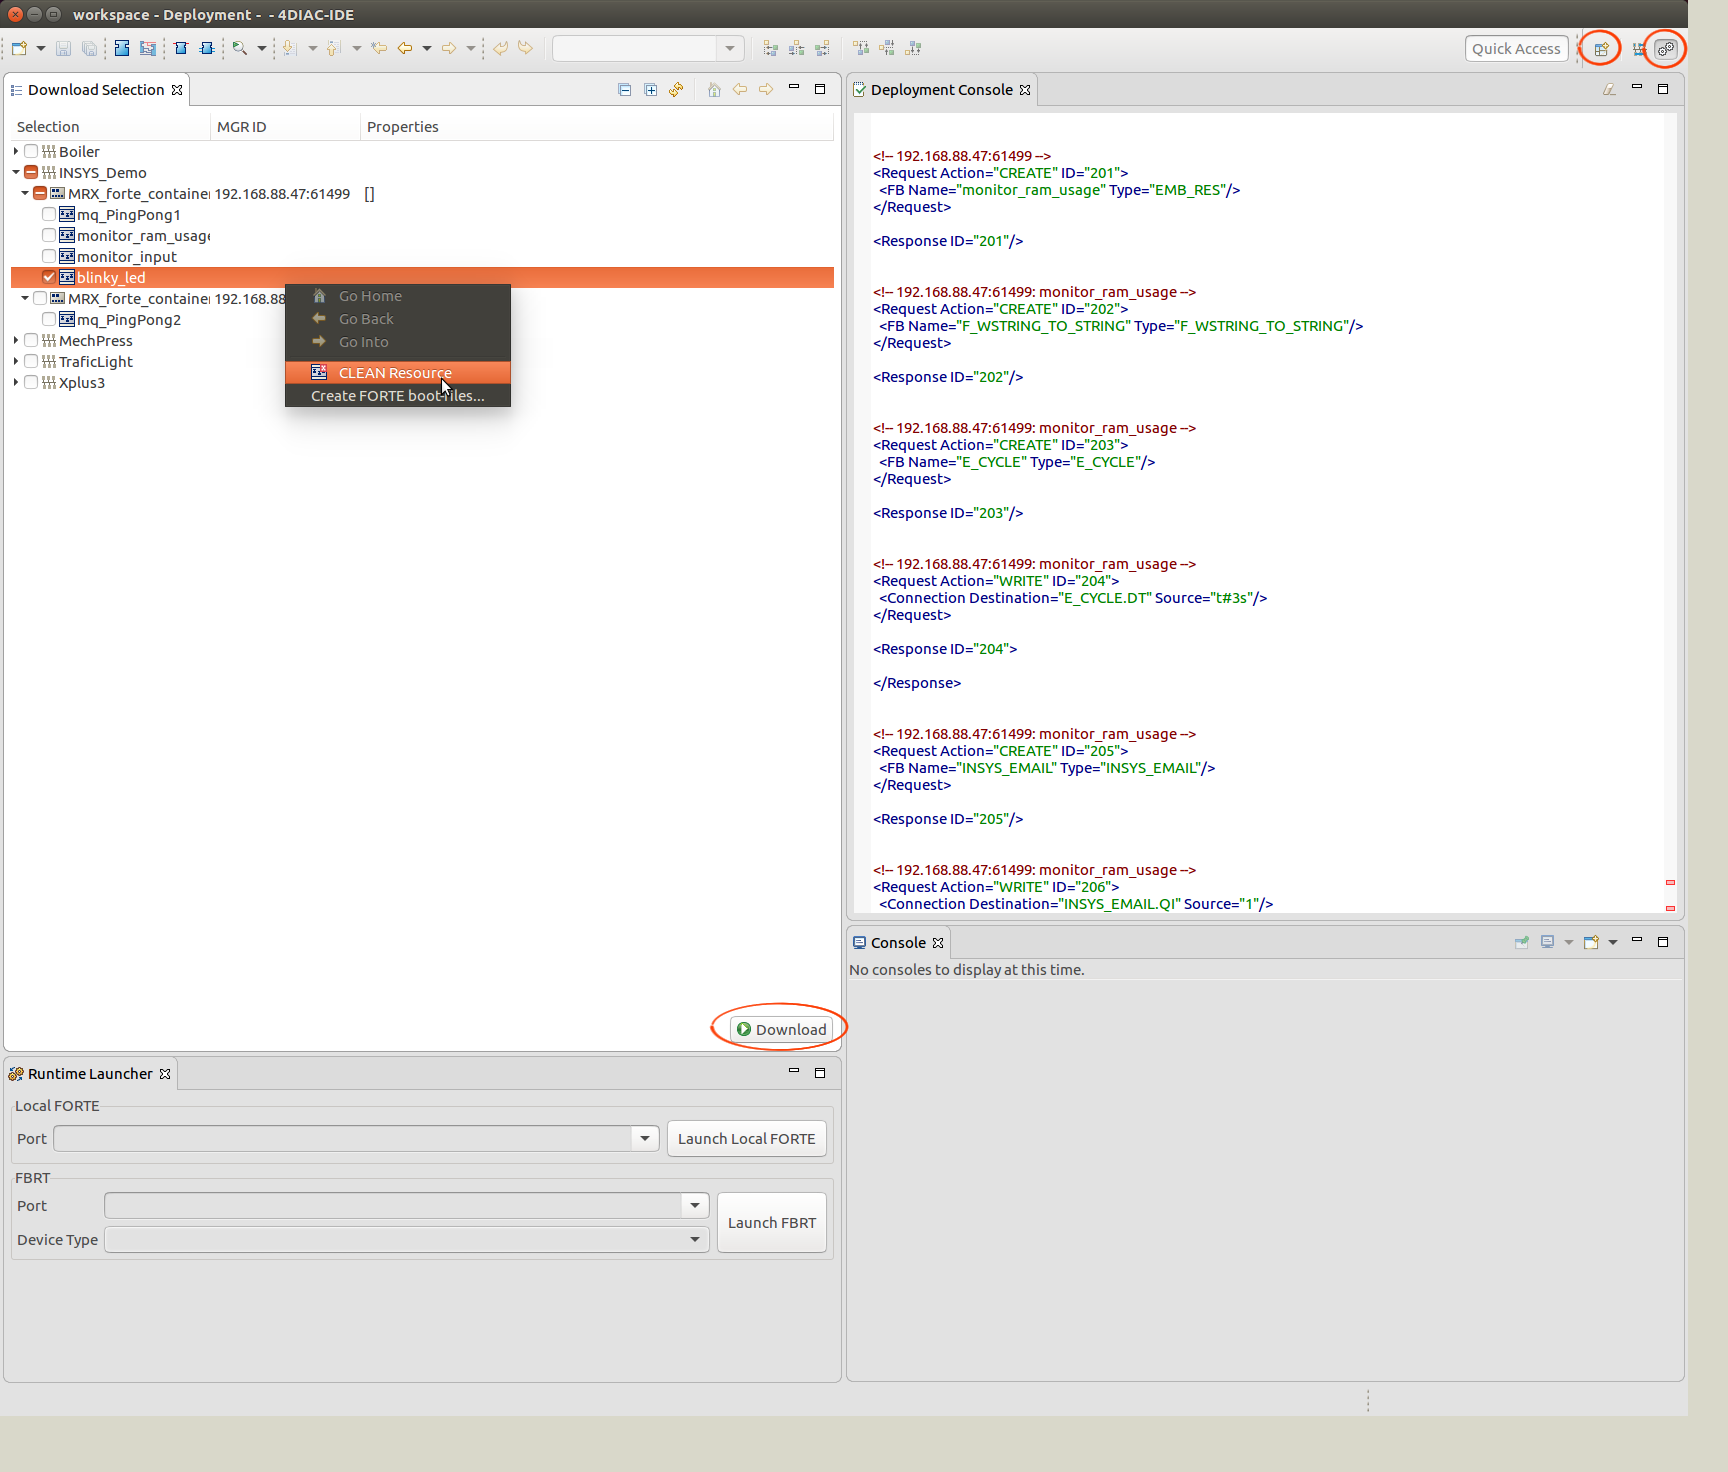 workspace - Deployment -  - 4DIAC-IDE
Quick Access
Download Selection
Selection MGR ID Properties
Boiler
INSYS_Demo
MRX_forte_container 192.168.88.47:61499 []
mq_PingPong1
monitor_ram_usage
monitor_input
blinky_led
MRX_forte_container 192.168.88
mq_PingPong2
MechPress
TraficLight
Xplus3
Go Home
Go Back
Go Into
CLEAN Resource
Create FORTE boot-files...
Download
Runtime Launcher
Local FORTE
Port
Launch Local FORTE
FBRT
Port
Launch FBRT
Device Type
Deployment Console
<!-- 192.168.88.47:61499 -->
<Request Action="CREATE" ID="201">
<FB Name="monitor_ram_usage" Type="EMB_RES"/>
</Request>
<Response ID="201"/>
<!-- 192.168.88.47:61499: monitor_ram_usage -->
<Request Action="CREATE" ID="202">
<FB Name="F_WSTRING_TO_STRING" Type="F_WSTRING_TO_STRING"/>
</Request>
<Response ID="202"/>
<!-- 192.168.88.47:61499: monitor_ram_usage -->
<Request Action="CREATE" ID="203">
<FB Name="E_CYCLE" Type="E_CYCLE"/>
</Request>
<Response ID="203"/>
<!-- 192.168.88.47:61499: monitor_ram_usage -->
<Request Action="WRITE" ID="204">
<Connection Destination="E_CYCLE.DT" Source="t#3s"/>
</Request>
<Response ID="204">
</Response>
<!-- 192.168.88.47:61499: monitor_ram_usage -->
<Request Action="CREATE" ID="205">
<FB Name="INSYS_EMAIL" Type="INSYS_EMAIL"/>
</Request>
<Response ID="205"/>
<!-- 192.168.88.47:61499: monitor_ram_usage -->
<Request Action="WRITE" ID="206">
<Connection Destination="INSYS_EMAIL.QI" Source="1"/>
Console
No consoles to display at this time.